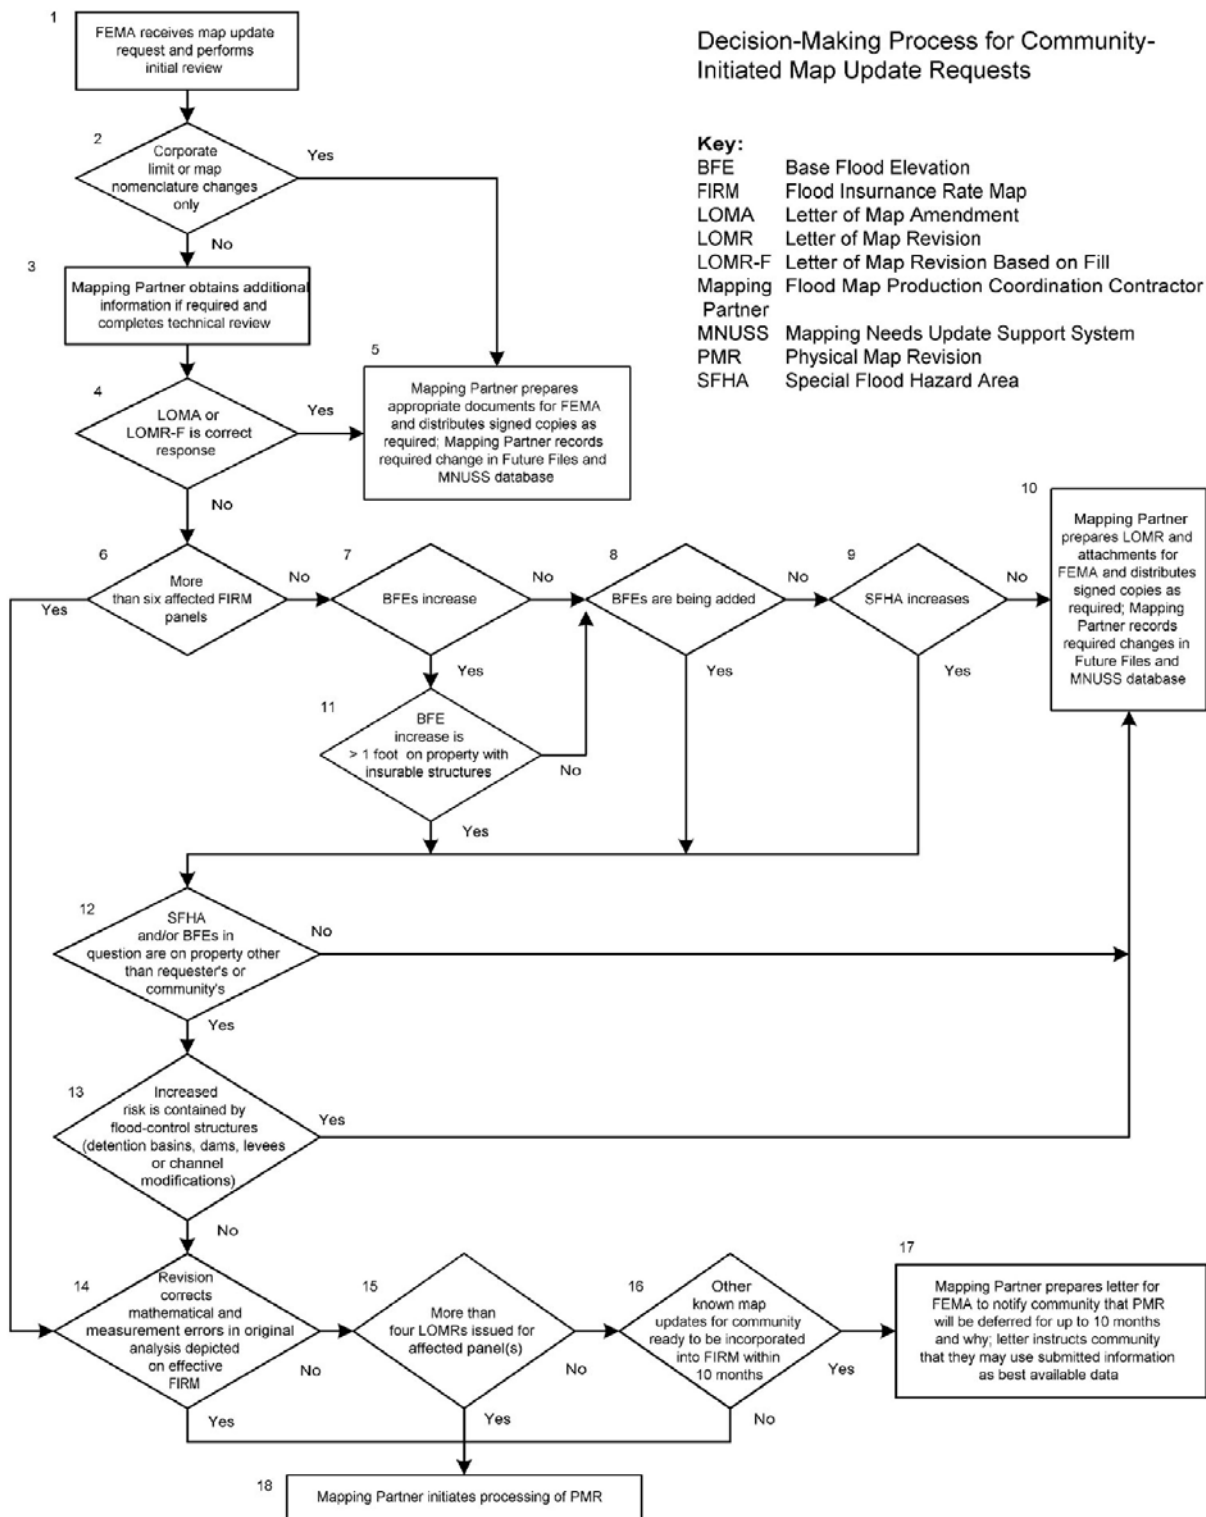 1
FEMA receives map update
request and performs
initial review
Decision-Making Process for Community-
Initiated Map Update Requests
Key:
BFE Base Flood Elevation
FIRM Flood Insurnance Rate Map
LOMA Letter of Map Amendment
LOMR Letter of Map Revision
LOMR-F Letter of Map Revision Based on Fill
Mapping Flood Map Production Coordination Contractor
Partner
MNUSS Mapping Needs Update Support System
PMR Physical Map Revision
SFHA Special Flood Hazard Area
2
Corporate
limit or map
nomenclature changes
only
Yes
No
3
Mapping Partner obtains additional
information if required and
completes technical review
4
LOMA or
LOMR-F is correct
response
Yes
No
5
Mapping Partner prepares
appropriate documents for FEMA
and distributes signed copies as
required; Mapping Partner records
required change in Future Files and
MNUSS database
6
More
than six affected FIRM
panels
Yes
No
7
BFEs increase
No
Yes
8
BFEs are being added
No
Yes
9
SFHA increases
No
Yes
10
Mapping Partner
prepares LOMR and
attachments for
FEMA and distributes
signed copies as
required; Mapping
Partner records
required changes in
Future Files and
MNUSS database
11
BFE
increase is
> 1 foot on property with
insurable structures
No
Yes
12
SFHA
and/or BFEs in
question are on property other
than requester's or
community's
No
Yes
13
Increased
risk is contained by
flood-control structures
(detention basins, dams, levees
or channel
modifications)
Yes
No
14
Revision
corrects
mathematical and
measurement errors in original
analysis depicted
on effective
FIRM
No
Yes
15
More than
four LOMRs issued for
affected panel(s)
No
Yes
16
Other
known map
updates for community
ready to be incorporated
into FIRM within
10 months
Yes
No
17
Mapping Partner prepares letter for
FEMA to notify community that PMR
will be deferred for up to 10 months
and why; letter instructs community
that they may use submitted information
as best available data
18
Mapping Partner initiates processing of PMR